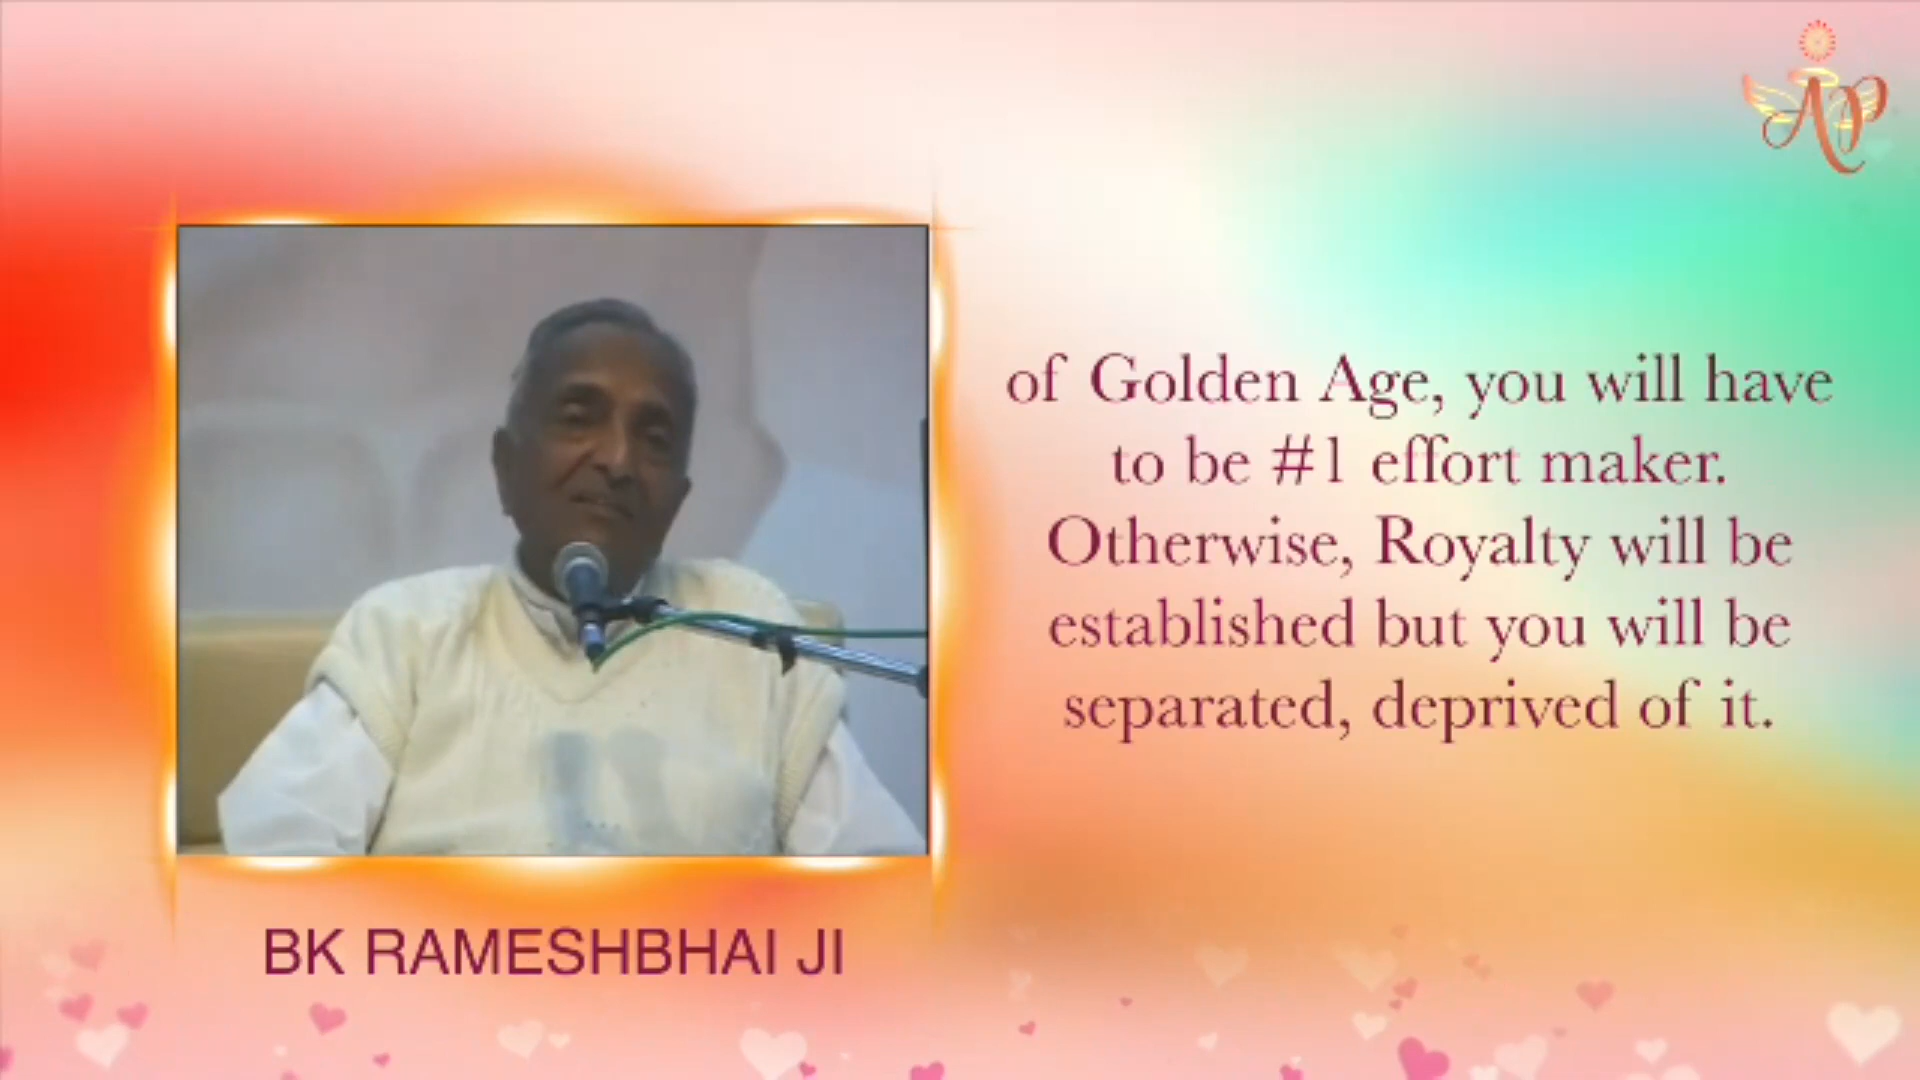 AP
of Golden Age, you will have
to be #1 effort maker.
Otherwise, Royalty will be
established but you will be
separated, deprived of it.
BK RAMESHBHAI JI